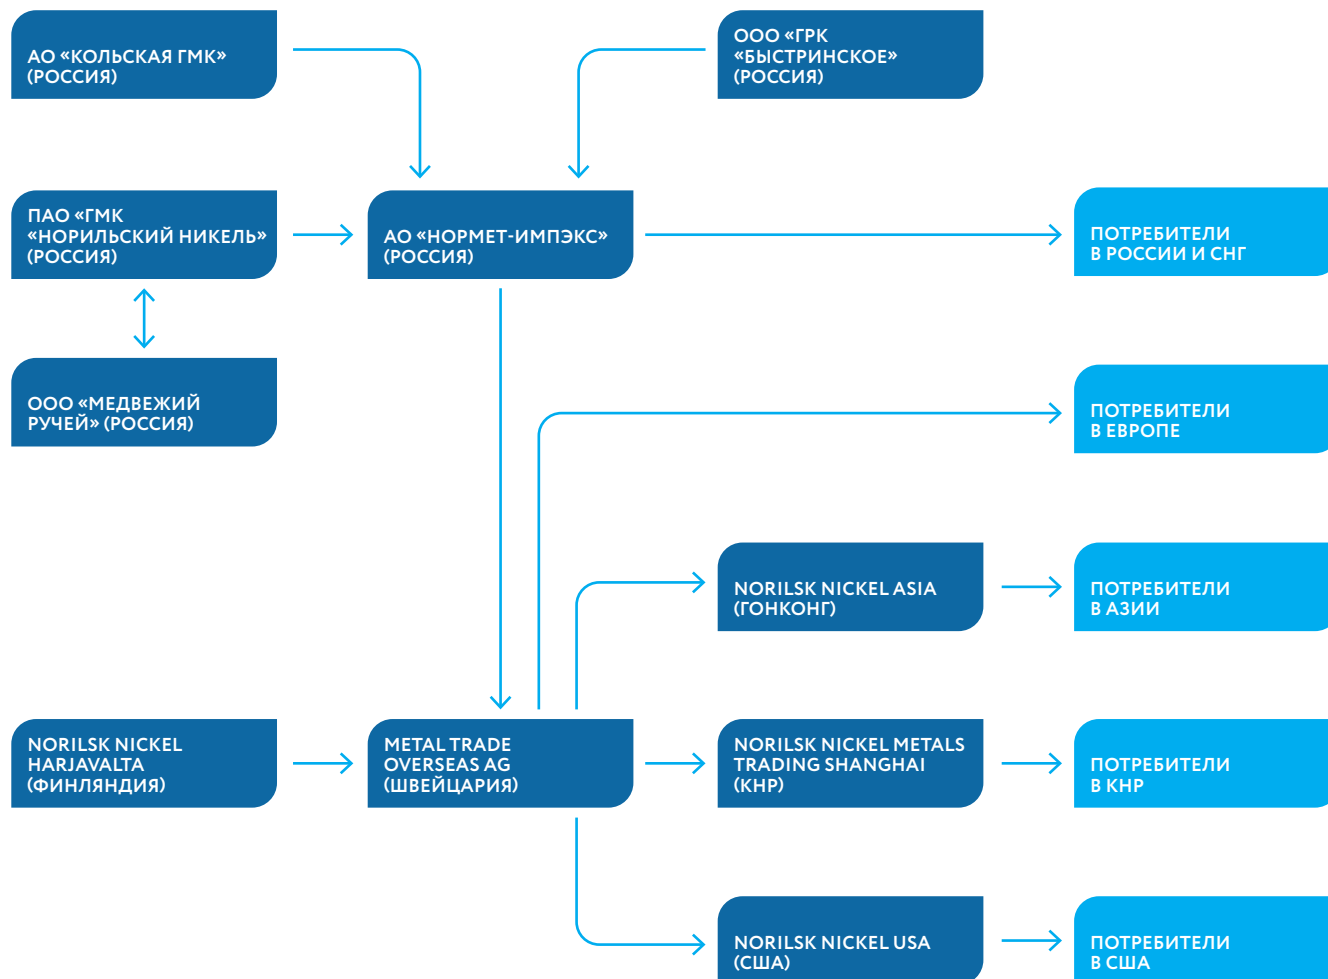 АО «КОЛЬСКАЯ ГМК»
(РОССИЯ)
ООО «ГРК
«БЫСТРИНСКОЕ»
(РОССИЯ)
ПАО «ГМК
«НОРИЛЬСКИЙ НИКЕЛЬ»
(РОССИЯ)
АО «НОРМЕТ-ИМПЭКС»
(РОССИЯ)
ПОТРЕБИТЕЛИ
В РОССИИ И СНГ
ООО «МЕДВЕЖИЙ
РУЧЕЙ» (РОССИЯ)
ПОТРЕБИТЕЛИ
В ЕВРОПЕ
NORILSK NICKEL ASIA
(ГОНКОНГ)
ПОТРЕБИТЕЛИ
В АЗИИ
NORILSK NICKEL
HARJAVALTA
(ФИНЛЯНДИЯ)
METAL TRADE
OVERSEAS AG
(ШВЕЙЦАРИЯ)
NORILSK NICKEL METALS
TRADING SHANGHAI
(КНР)
ПОТРЕБИТЕЛИ
В КНР
NORILSK NICKEL USA
(США)
ПОТРЕБИТЕЛИ
В США